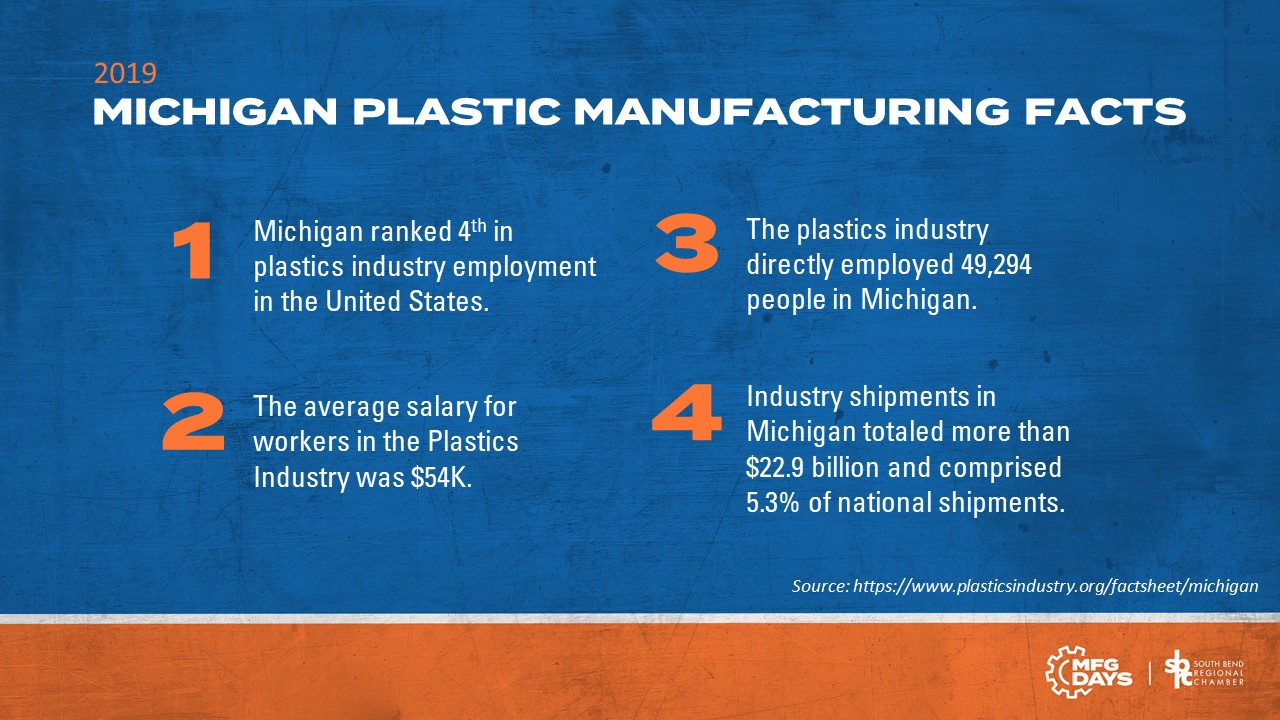 2019
MICHIGAN PLASTIC MANUFACTURING FACTS
1
Michigan ranked 4th in
plastics industry employment
in the United States.
2
The average salary for
workers in the Plastics
Industry was $54K.
3
The plastics industry
directly employed 49,294
people in Michigan.
4
Industry shipments in
Michigan totaled more than
$22.9 billion and comprised
5.3% of national shipments.
Source: https://www.plasticsindustry.org/factsheet/michigan
MFG
DAYS
sbrc
SOUTH BEND
REGIONAL
CHAMBER